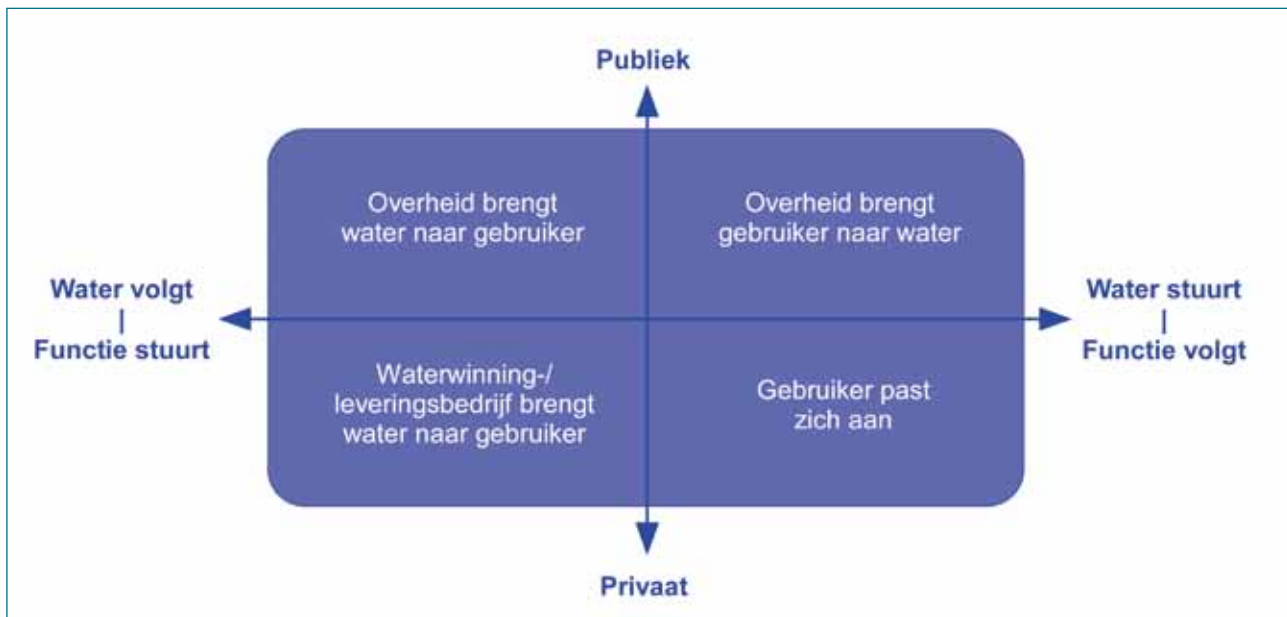 Publiek
Overheid brengt
water naar gebruiker
Overheid brengt
gebruiker naar water
Water volgt
|
Functie stuurt
Water stuurt
|
Functie volgt
Waterwinning-/
leveringsbedrijf brengt
water naar gebruiker
Gebruiker past
zich aan
Privaat